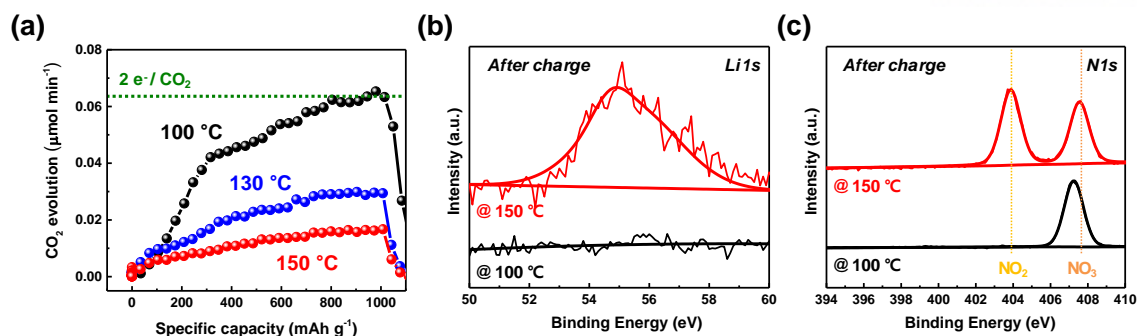 (a)
0.08
0.06
0.04
0.02
0.00
CO₂ evolution (μmol min⁻¹)
2 e⁻/ CO₂
100 °C
130 °C
150 °C
0 200 400 600 800 1000
Specific capacity (mAh g⁻¹)
(b)
After charge Li1s
Intensity (a.u.)
@ 150 °C
@ 100 °C
50 52 54 56 58 60
Binding Energy (eV)
(c)
After charge N1s
Intensity (a.u.)
@ 150 °C
@ 100 °C
NO₂ NO₃
394 396 398 400 402 404 406 408 410
Binding Energy (eV)